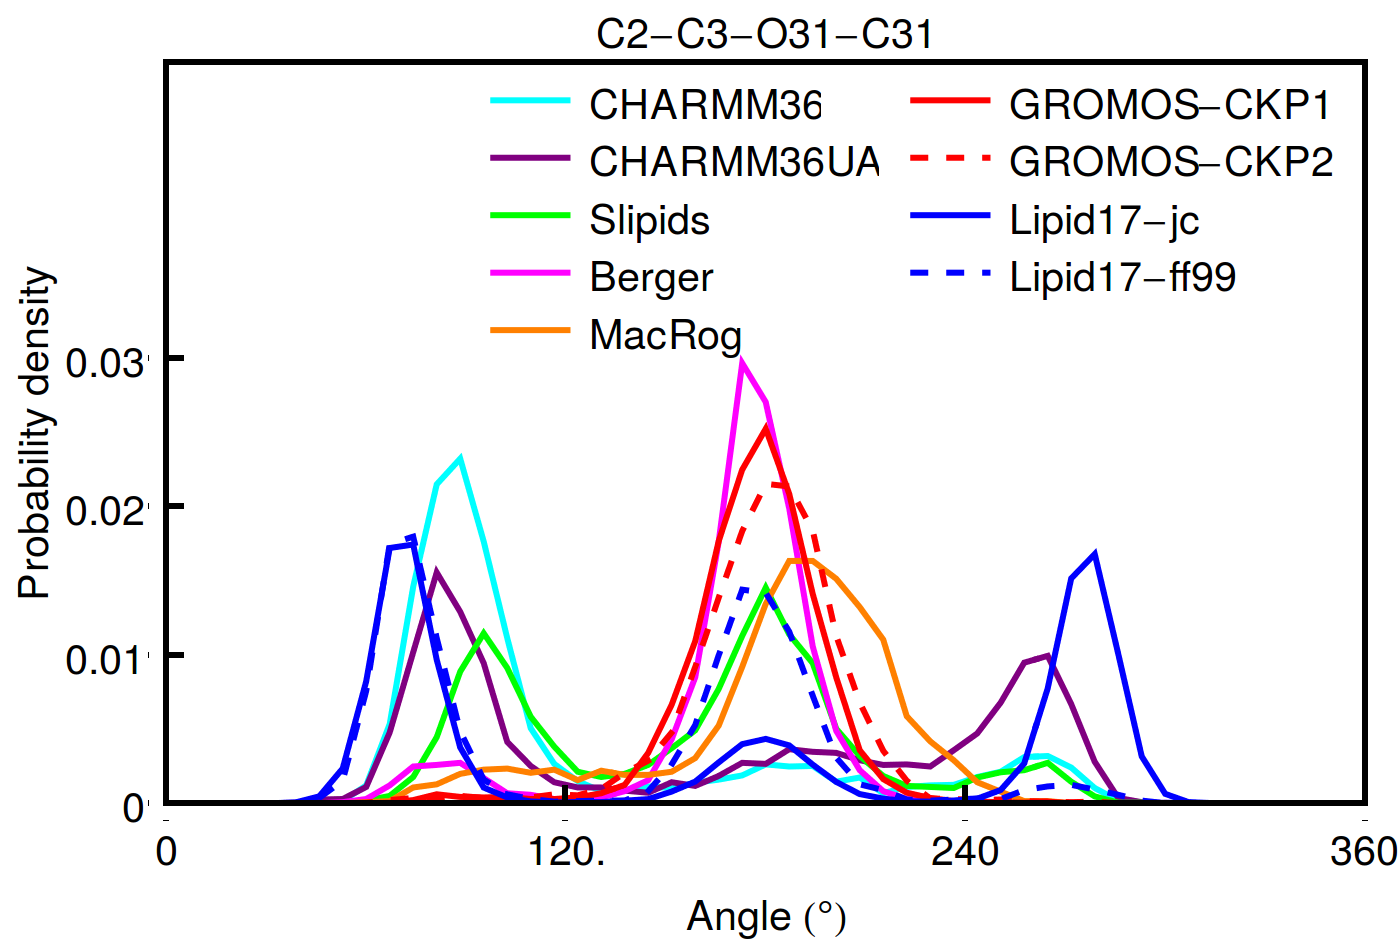 C2−C3−O31−C31
CHARMM36
CHARMM36UA
Slipids
Berger
MacRog
GROMOS−CKP1
GROMOS−CKP2
Lipid17−jc
Lipid17−ff99
Probability density
0.03
0.02
0.01
0
0 120. 240 360
Angle (°)